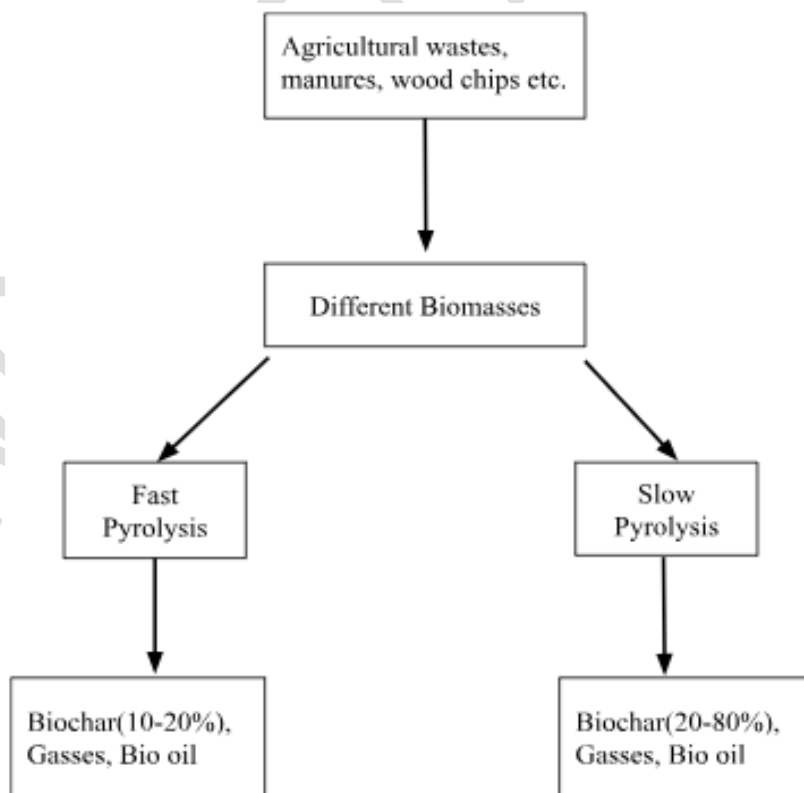 Agricultural wastes,
manures, wood chips etc.
Different Biomasses
Fast
Pyrolysis
Slow
Pyrolysis
Biochar(10-20%),
Gasses, Bio oil
Biochar(20-80%),
Gasses, Bio oil